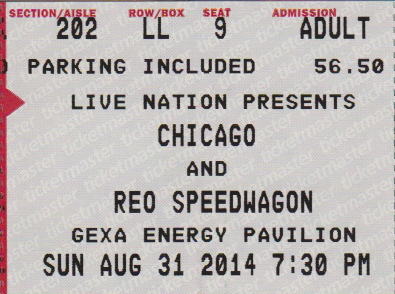 SECTION/AISLE ROW/BOX SEAT ADMISSION
202 LL 9 ADULT
PARKING INCLUDED 56.50
LIVE NATION PRESENTS
CHICAGO
AND
REO SPEEDWAGON
GEXA ENERGY PAVILION
SUN AUG 31 2014 7:30 PM